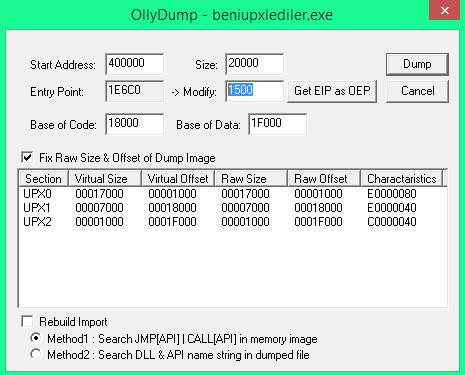 OllyDump - beniupxlediler.exe
Start Address: 400000 Size: 20000 Dump
Entry Point: 1E6C0 -> Modify: 1500 Get EIP as OEP Cancel
Base of Code: 18000 Base of Data: 1F000
Fix Raw Size & Offset of Dump Image
Section Virtual Size Virtual Offset Raw Size Raw Offset Charactaristics
UPX0 00017000 00001000 00017000 00001000 E0000080
UPX1 00007000 00018000 00007000 00018000 E0000040
UPX2 00001000 0001F000 00001000 0001F000 C0000040
Rebuild Import
Method1 : Search JMP[API] | CALL[API] in memory image
Method2 : Search DLL & API name string in dumped file